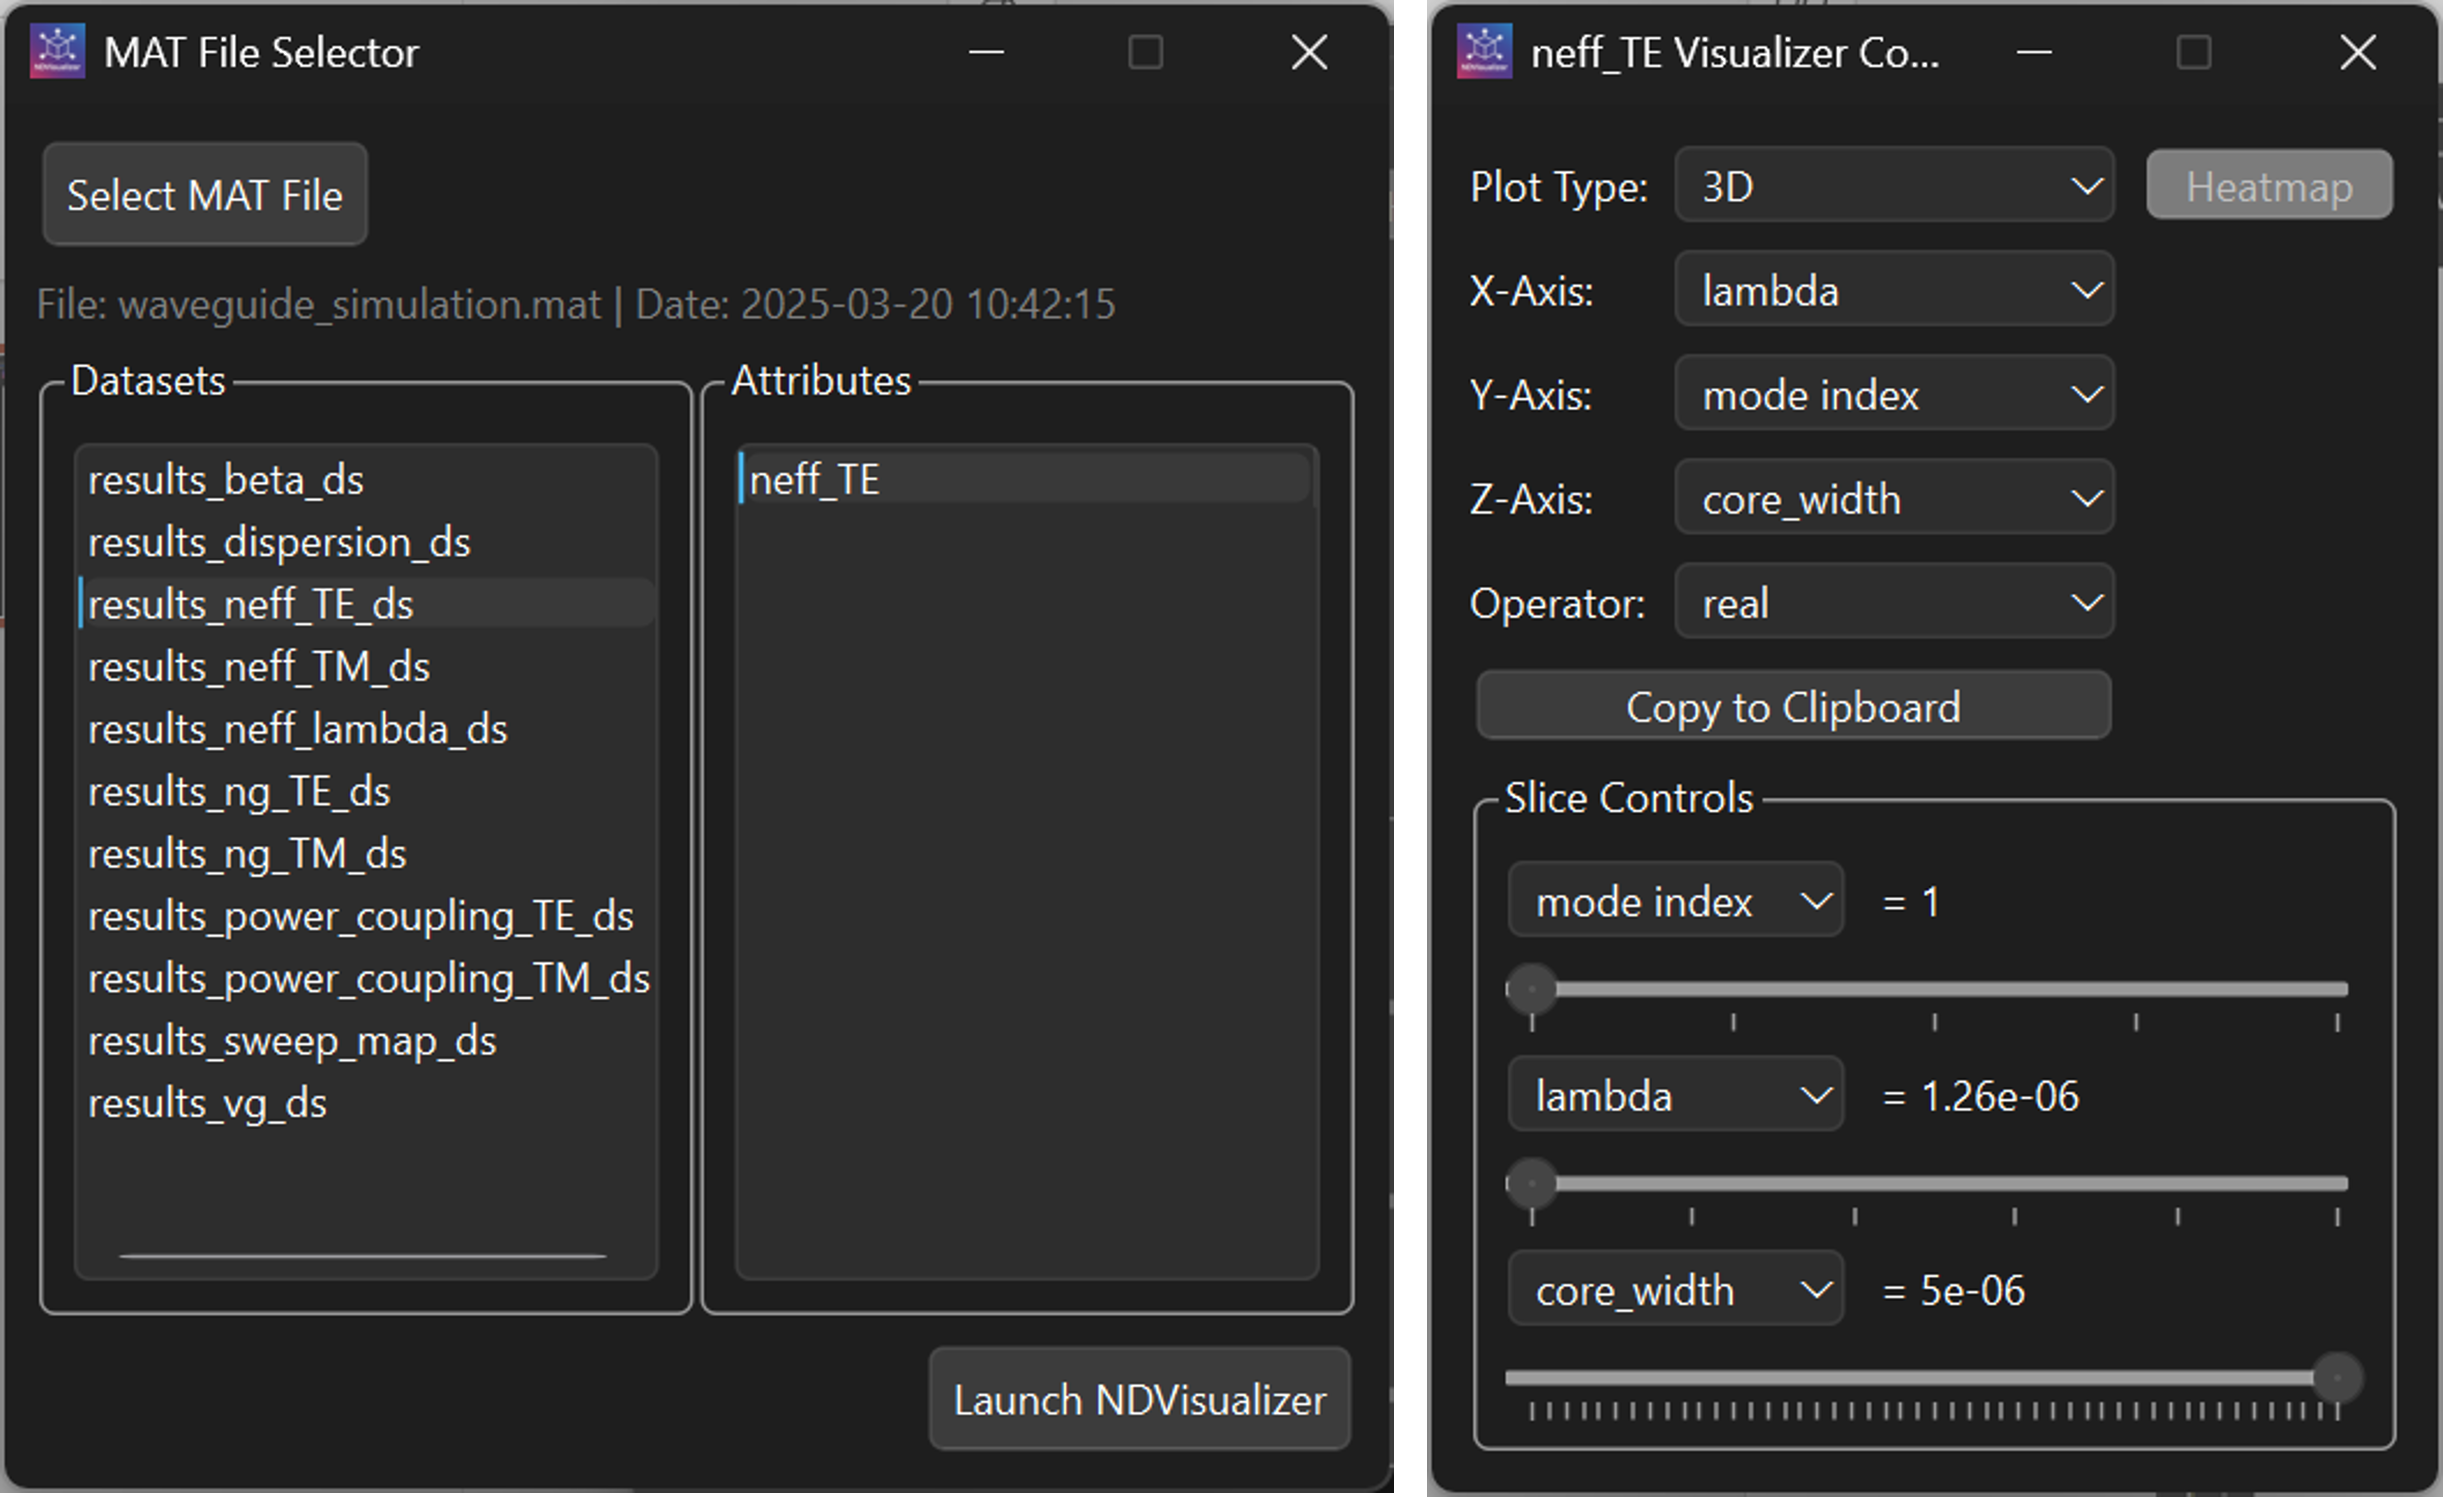 MAT File Selector
Select MAT File
File: waveguide_simulation.mat | Date: 2025-03-20 10:42:15
Datasets
results_beta_ds
results_dispersion_ds
results_neff_TE_ds
results_neff_TM_ds
results_neff_lambda_ds
results_ng_TE_ds
results_ng_TM_ds
results_power_coupling_TE_ds
results_power_coupling_TM_ds
results_sweep_map_ds
results_vg_ds
Attributes
neff_TE
Launch NDVisualizer
neff_TE Visualizer Co...
Plot Type: 3D Heatmap
X-Axis: lambda
Y-Axis: mode index
Z-Axis: core_width
Operator: real
Copy to Clipboard
Slice Controls
mode index = 1
lambda = 1.26e-06
core_width = 5e-06